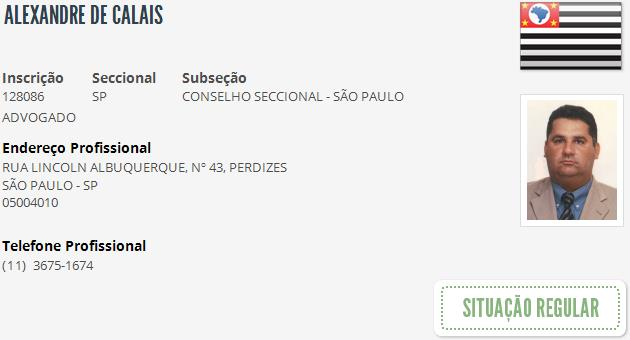 ALEXANDRE DE CALAIS
Inscrição Seccional Subseção
128086 SP CONSELHO SECCIONAL - SÃO PAULO
ADVOGADO
Endereço Profissional
RUA LINCOLN ALBUQUERQUE, Nº 43, PERDIZES
SÃO PAULO - SP
05004010
Telefone Profissional
(11) 3675-1674
SITUAÇÃO REGULAR